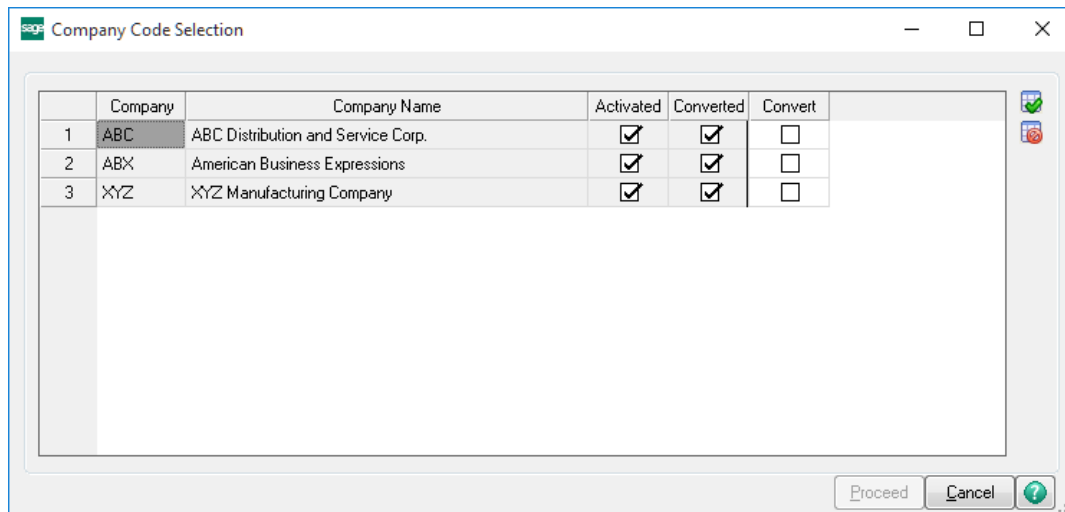 sage Company Code Selection
Company Company Name Activated Converted Convert
1 ABC ABC Distribution and Service Corp.
2 ABX American Business Expressions
3 XYZ XYZ Manufacturing Company
Proceed Cancel ?